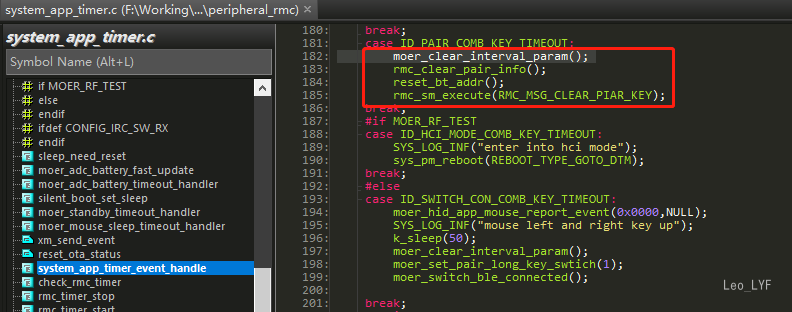 system_app_timer.c (F:\Working\...\peripheral_rmc)
system_app_timer.c
Symbol Name (Alt+L)
if MOER_RF_TEST
else
endif
ifdef CONFIG_IRC_SW_RX
endif
sleep_need_reset
moer_adc_battery_fast_update
moer_adc_battery_timeout_handler
silent_boot_set_sleep
moer_standby_timeout_handler
moer_mouse_sleep_timeout_handler
xm_send_event
reset_ota_status
system_app_timer_event_handle
check_rmc_timer
rmc_timer_stop
rmc_timer_start
180: break;
181: case ID_PAIR_COMB_KEY_TIMEOUT:
182: moer_clear_interval_param();
183: rmc_clear_pair_info();
184: reset_bt_addr();
185: rmc_sm_execute(RMC_MSG_CLEAR_PIAR_KEY);
186: break;
187: #if MOER_RF_TEST
188: case ID_HCI_MODE_COMB_KEY_TIMEOUT:
189: SYS_LOG_INF("enter into hci mode");
190: sys_pm_reboot(REBOOT_TYPE_GOTO_DTM);
191: break;
192: #else
193: case ID_SWITCH_CON_COMB_KEY_TIMEOUT:
194: moer_hid_app_mouse_report_event(0x0000,NULL);
195: SYS_LOG_INF("mouse left and right key up");
196: k_sleep(50);
197: moer_clear_interval_param();
198: moer_set_pair_long_key_swtich(1);
199: moer_switch_ble_connected();
200:
201: break;
Leo_LYF